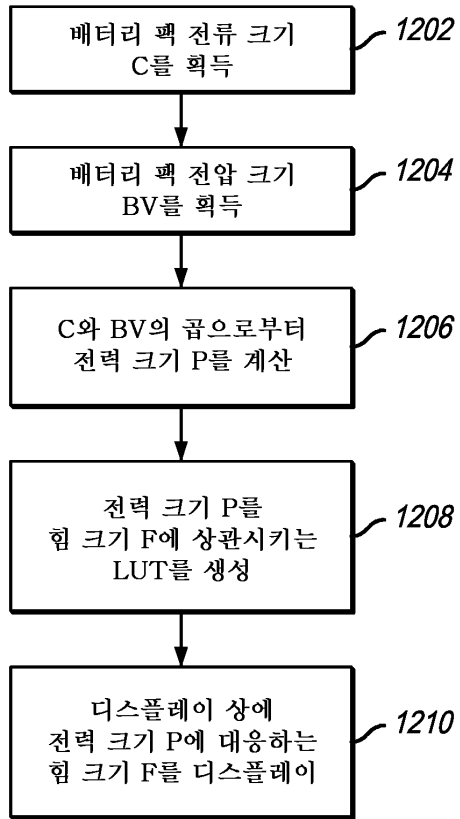 배터리 팩 전류 크기
C를 획득
1202
배터리 팩 전압 크기
BV를 획득
1204
C와 BV의 곱으로부터
전력 크기 P를 계산
1206
전력 크기 P를
힘 크기 F에 상관시키는
LUT를 생성
1208
디스플레이 상에
전력 크기 P에 대응하는
힘 크기 F를 디스플레이
1210